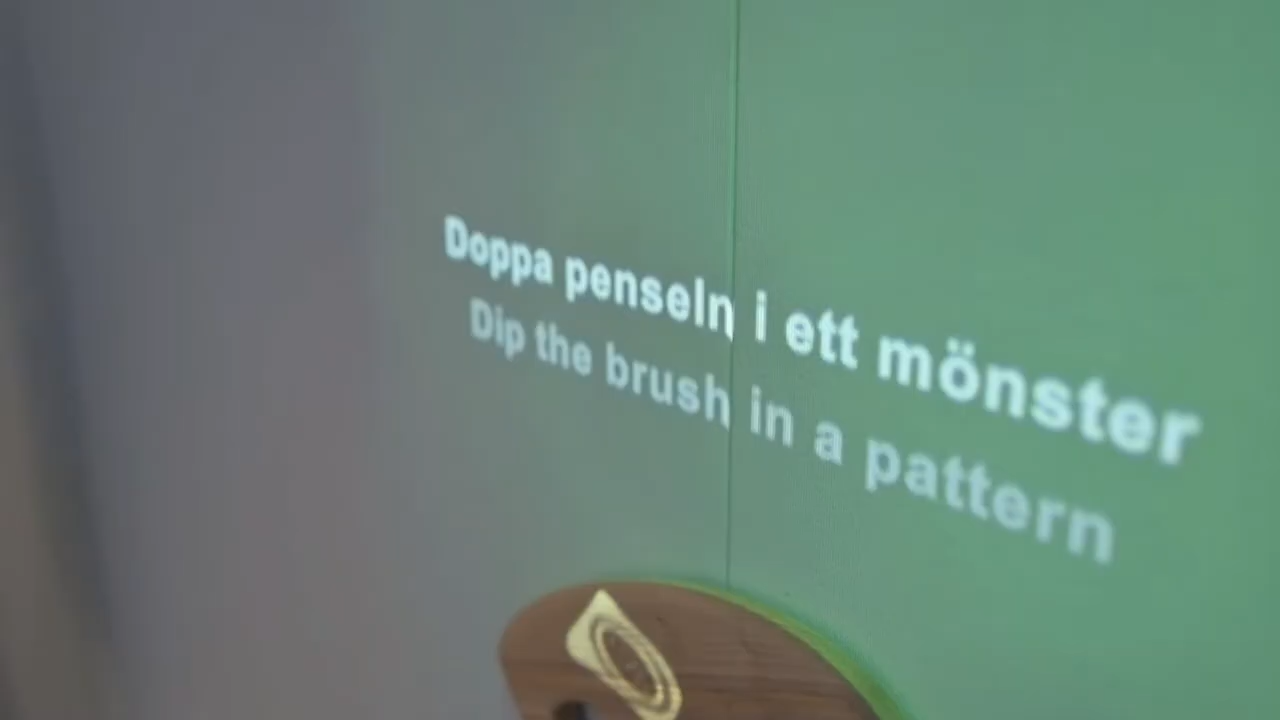 Doppa penseln i ett mönster
Dip the brush in a pattern